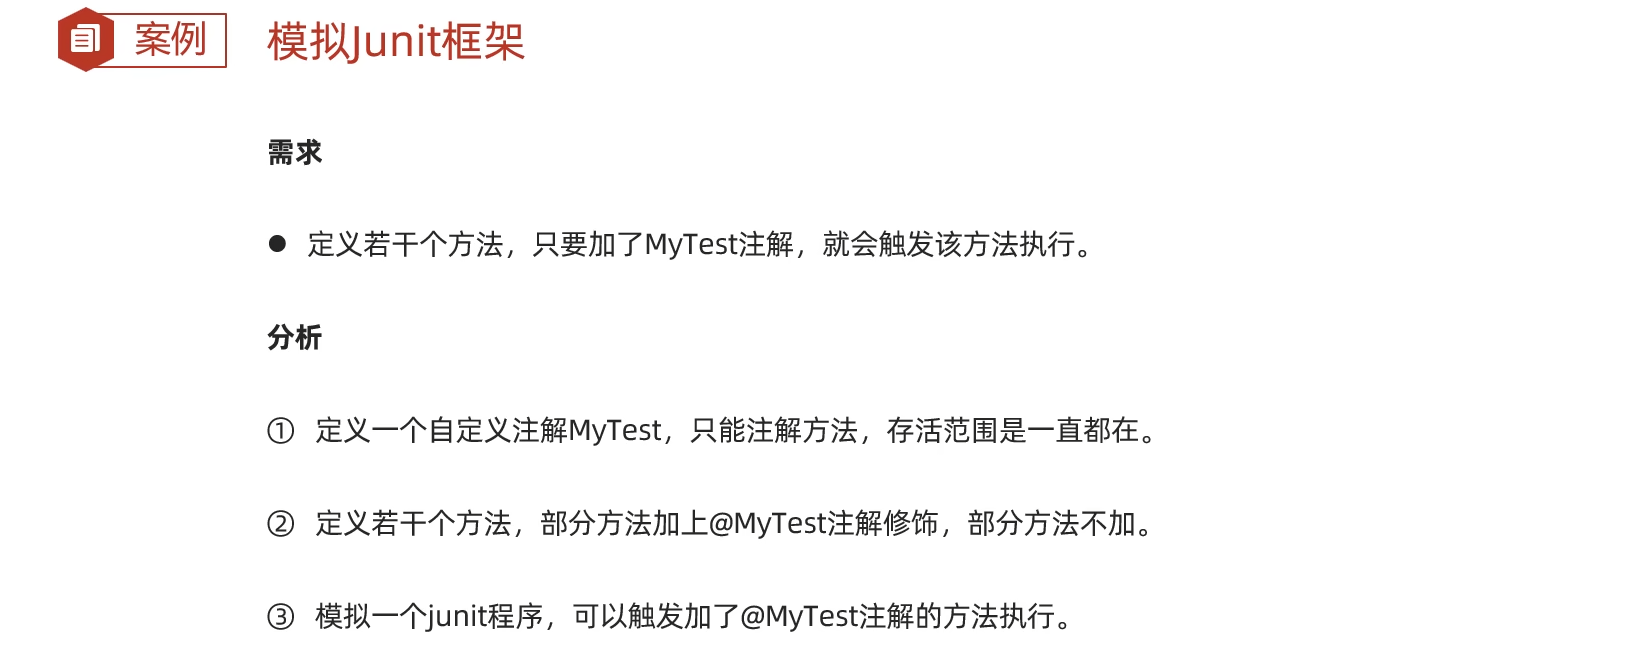 案例 模拟Junit框架
需求
● 定义若干个方法，只要加了MyTest注解，就会触发该方法执行。
分析
① 定义一个自定义注解MyTest，只能注解方法，存活范围是一直都在。
② 定义若干个方法，部分方法加上@MyTest注解修饰，部分方法不加。
③ 模拟一个junit程序，可以触发加了@MyTest注解的方法执行。